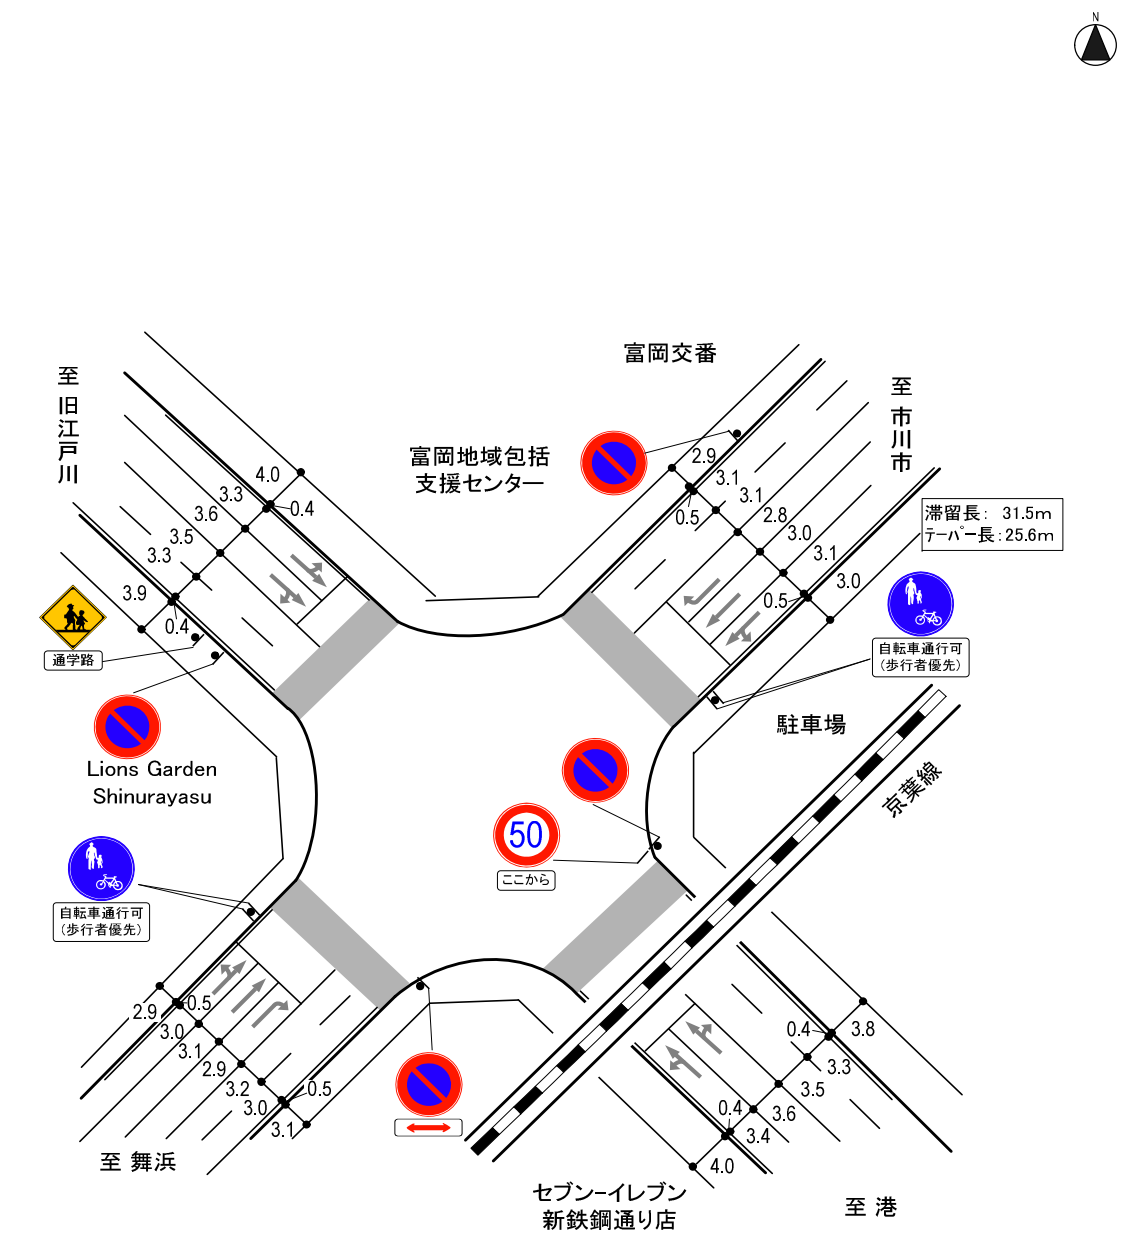 N
富岡交番
至 旧江戸川
至 市川市
富岡地域包括
支援センター
4.0
3.3
0.4
3.6
3.5
3.3
3.9
0.4
2.9
3.1
0.5
3.1
2.8
3.0
3.1
0.5
3.0
滞留長： 31.5m
テーパー長：25.6m
自転車通行可
(歩行者優先)
通学路
駐車場
Lions Garden
Shinurayasu
京葉線
50
ここから
自転車通行可
(歩行者優先)
2.9
0.5
3.0
3.1
2.9
3.2
0.5
3.0
3.1
0.4
3.8
3.3
3.5
0.4
3.6
3.4
4.0
至 舞浜
セブン-イレブン
新鉄鋼通り店
至 港